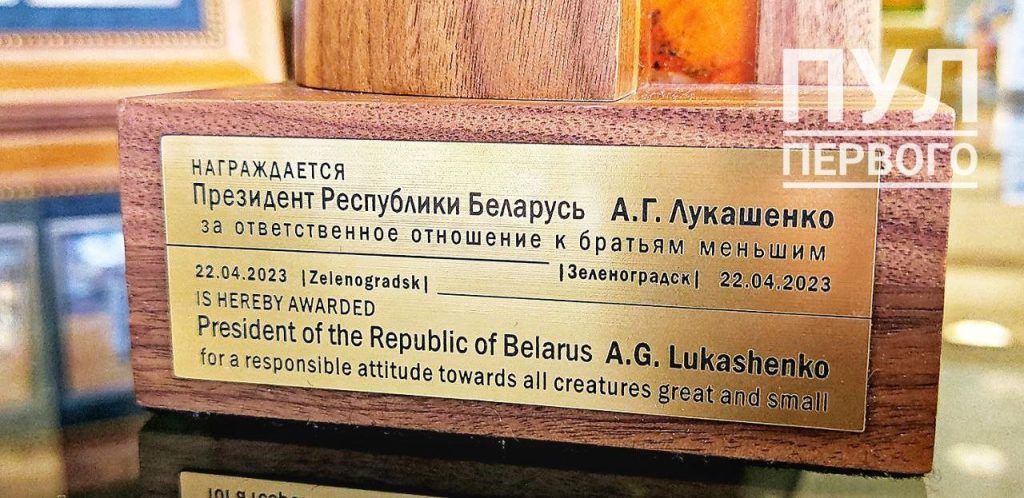 ПУЛ
ПЕРВОГО
НАГРАЖДАЕТСЯ
Президент Республики Беларусь А.Г. Лукашенко
за ответственное отношение к братьям меньшим
|Зеленоградск| 22.04.2023
22.04.2023 |Zelenogradsk|
IS HEREBY AWARDED
President of the Republic of Belarus A.G. Lukashenko
for a responsible attitude towards all creatures great and small